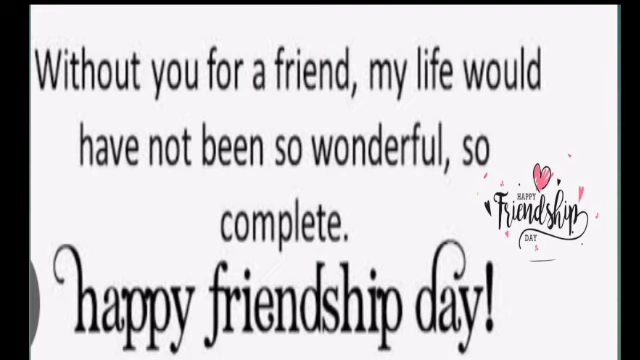 Without you for a friend, my life would
have not been so wonderful, so
complete.
HAPPY
Friendship
DAY
happy friendship day!